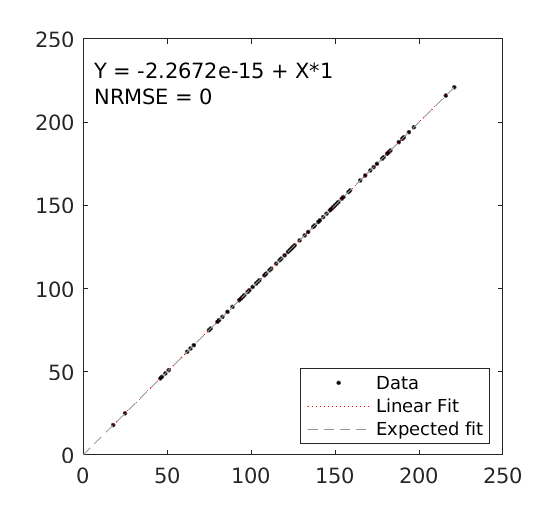 250
Y = -2.2672e-15 + X*1
NRMSE = 0
200
150
100
50
Data
Linear Fit
Expected fit
0
0 50 100 150 200 250